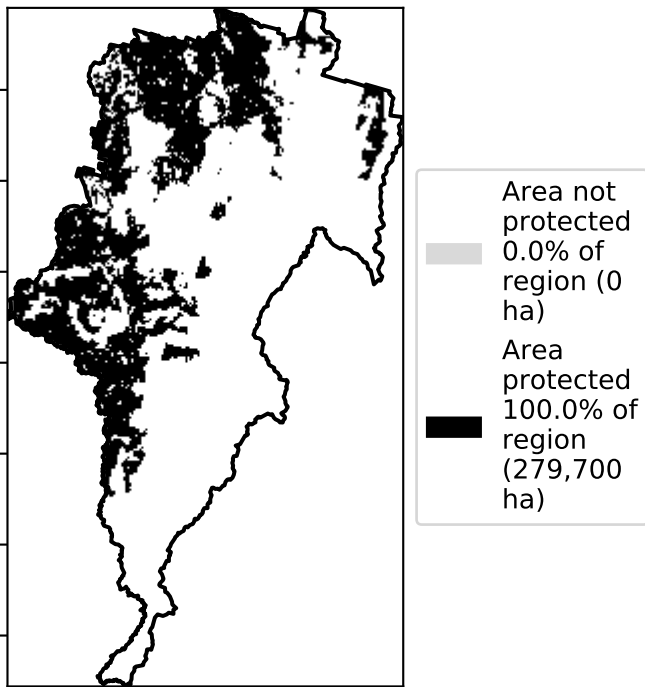 Area not
protected
0.0% of
region (0
ha)
Area
protected
100.0% of
region
(279,700
ha)